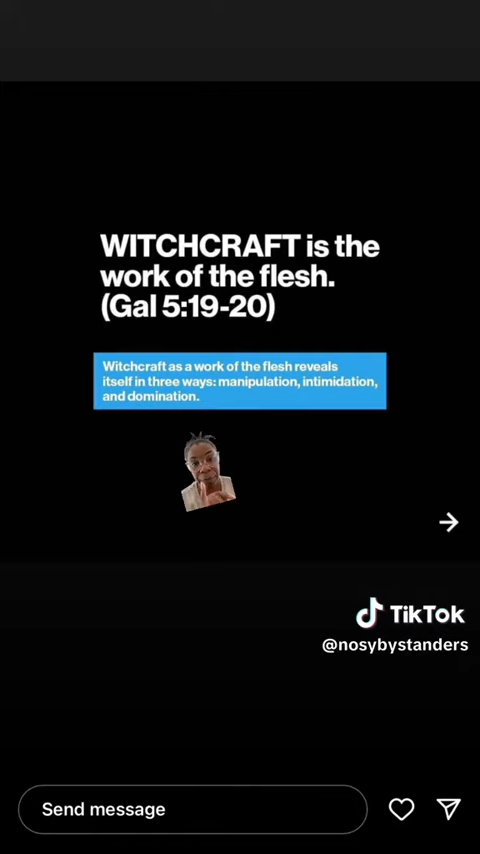 WITCHCRAFT is the
work of the flesh.
(Gal 5:19-20)
Witchcraft as a work of the flesh reveals
itself in three ways: manipulation, intimidation,
and domination.
TikTok
@nosybystanders
Send message